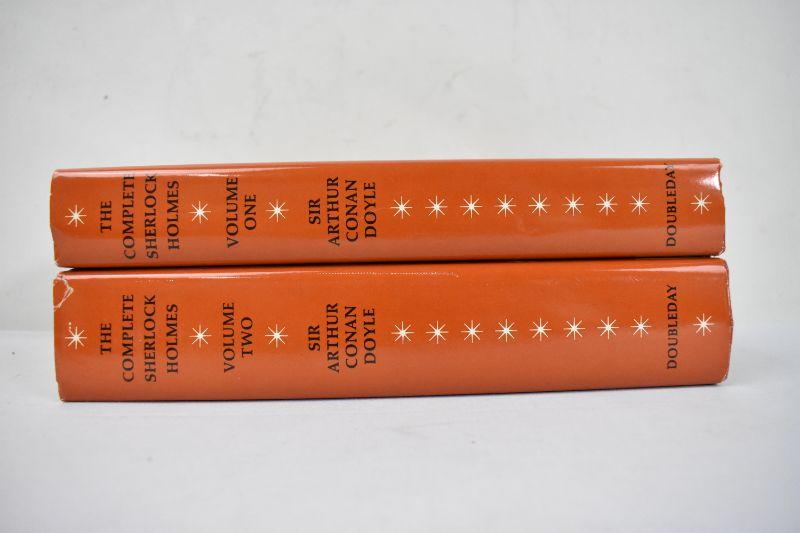 THE
COMPLETE
SHERLOCK
HOLMES
VOLUME
ONE
SIR
ARTHUR
CONAN
DOYLE
DOUBLEDAY
THE
COMPLETE
SHERLOCK
HOLMES
VOLUME
TWO
SIR
ARTHUR
CONAN
DOYLE
DOUBLEDAY